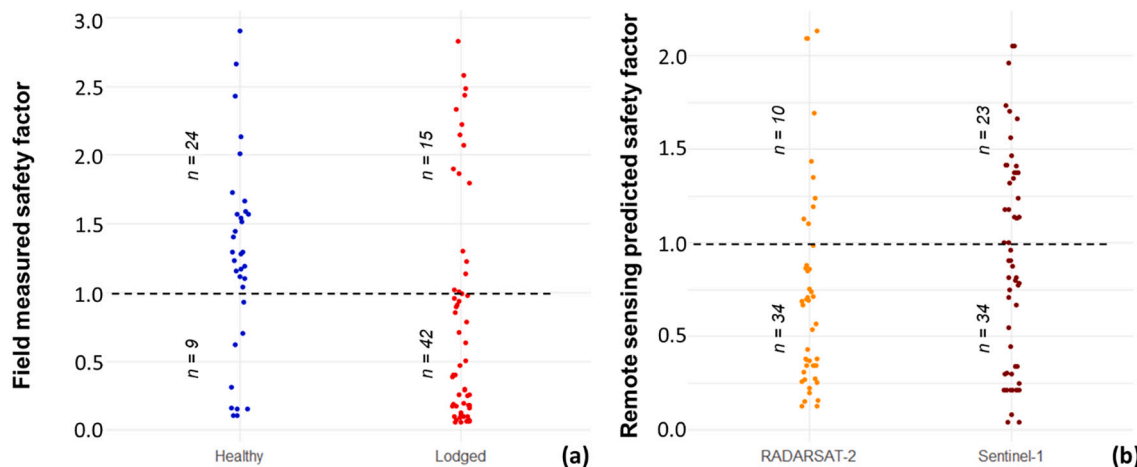 Field measured safety factor
3.0
2.5
2.0
1.5
1.0
0.5
0.0
n = 24
n = 9
n = 15
n = 42
Healthy
Lodged
(a)
Remote sensing predicted safety factor
2.0
1.5
1.0
0.5
0.0
n = 10
n = 34
n = 23
n = 34
RADARSAT-2
Sentinel-1
(b)